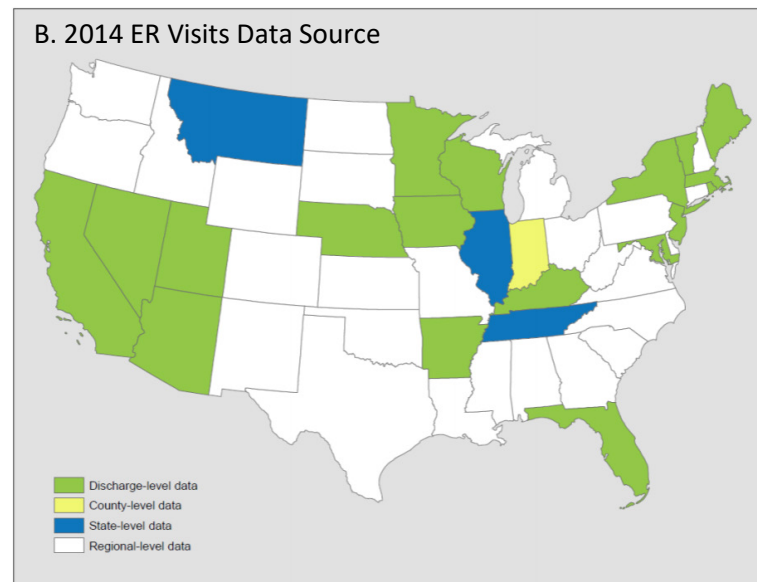 B. 2014 ER Visits Data Source
Discharge-level data
County-level data
State-level data
Regional-level data